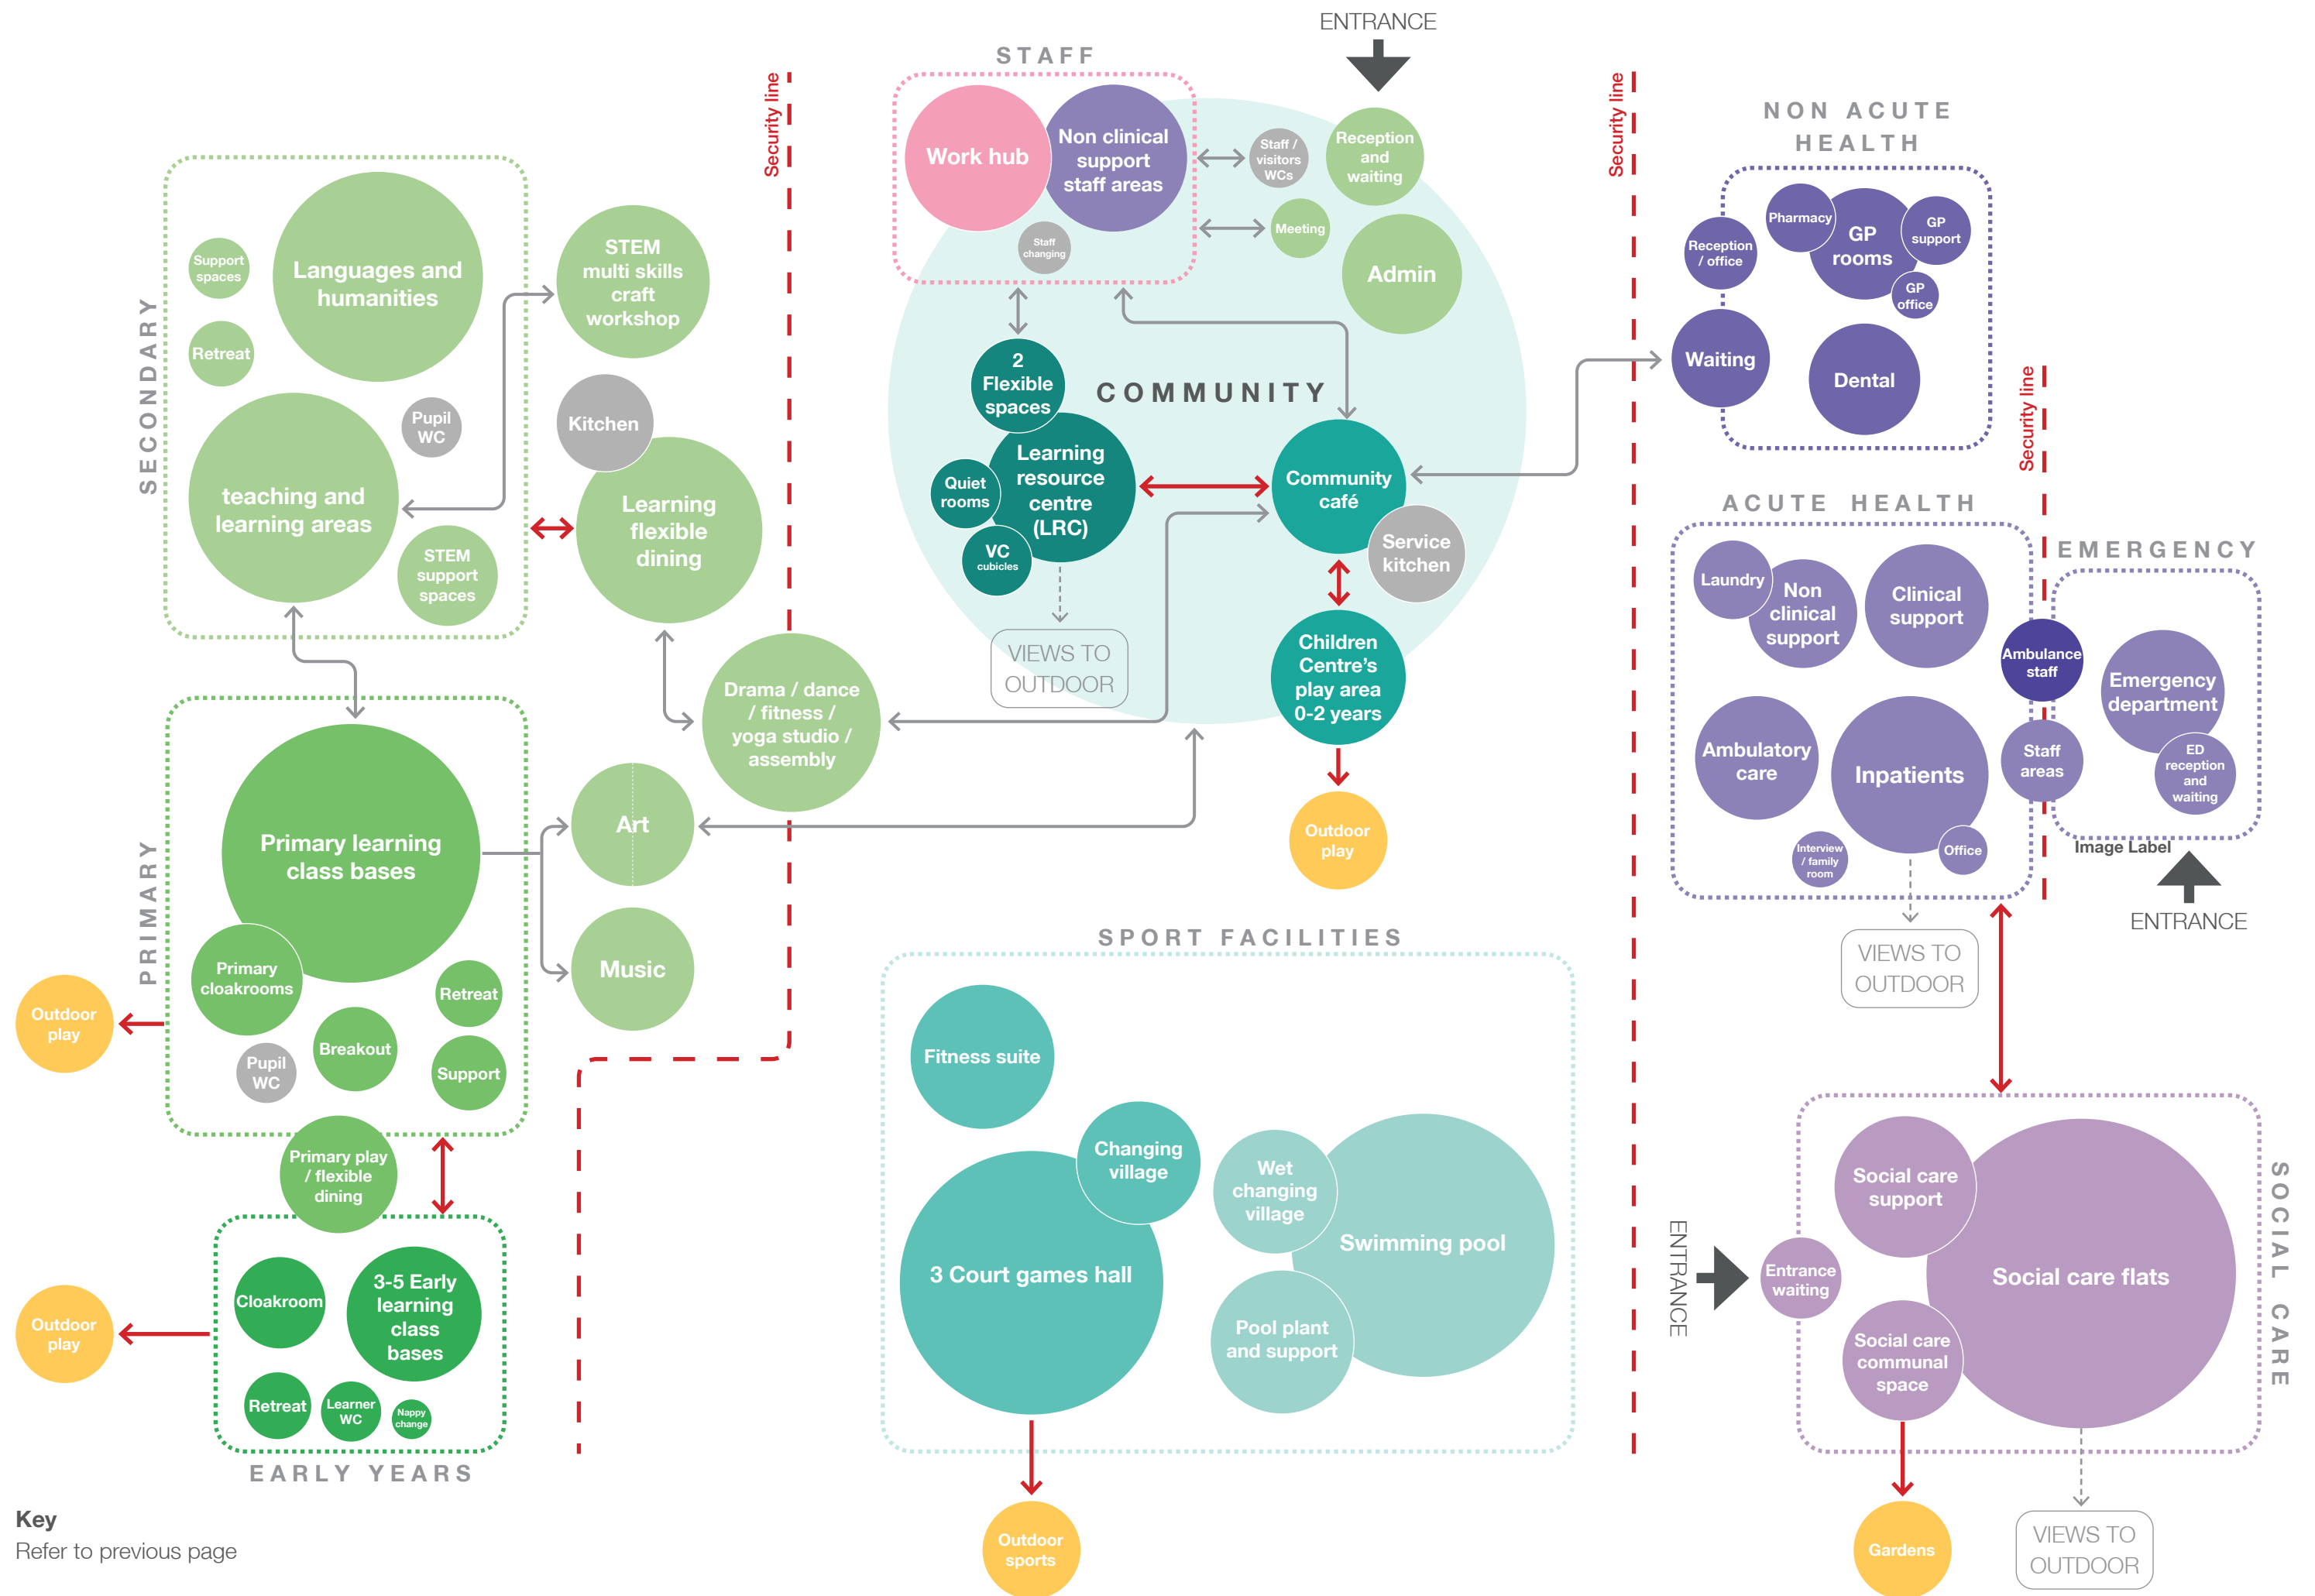 ENTRANCE
STAFF
Security line
Work hub
Non clinical
support
staff areas
Staff
changing
Staff /
visitors
WCs
Meeting
Reception
and
waiting
Admin
Security line
NON ACUTE
HEALTH
Pharmacy
GP
rooms
GP
support
GP
office
Reception
/ office
Waiting
Dental
SECONDARY
Support
spaces
Languages and
humanities
Retreat
Pupil
WC
teaching and
learning areas
STEM
support
spaces
STEM
multi skills
craft
workshop
Kitchen
Learning
flexible
dining
COMMUNITY
2
Flexible
spaces
Learning
resource
centre
(LRC)
Quiet
rooms
VC
cubicles
VIEWS TO
OUTDOOR
Community
café
Service
kitchen
Children
Centre's
play area
0-2 years
Outdoor
play
Drama / dance
/ fitness /
yoga studio /
assembly
Art
Music
Security line
ACUTE HEALTH
Laundry
Non
clinical
support
Clinical
support
Ambulatory
care
Inpatients
Interview
/ family
room
Office
Ambulance
staff
Staff
areas
EMERGENCY
Emergency
department
ED
reception
and
waiting
Image Label
ENTRANCE
VIEWS TO
OUTDOOR
PRIMARY
Primary learning
class bases
Primary
cloakrooms
Retreat
Breakout
Pupil
WC
Support
Outdoor
play
Primary play
/ flexible
dining
Cloakroom
3-5 Early
learning
class
bases
Retreat
Learner
WC
Nappy
change
Outdoor
play
EARLY YEARS
SPORT FACILITIES
Fitness suite
Changing
village
3 Court games hall
Wet
changing
village
Swimming pool
Pool plant
and support
Outdoor
sports
ENTRANCE
Entrance
waiting
Social care
support
Social care flats
Social care
communal
space
SOCIAL CARE
Gardens
VIEWS TO
OUTDOOR
Key
Refer to previous page